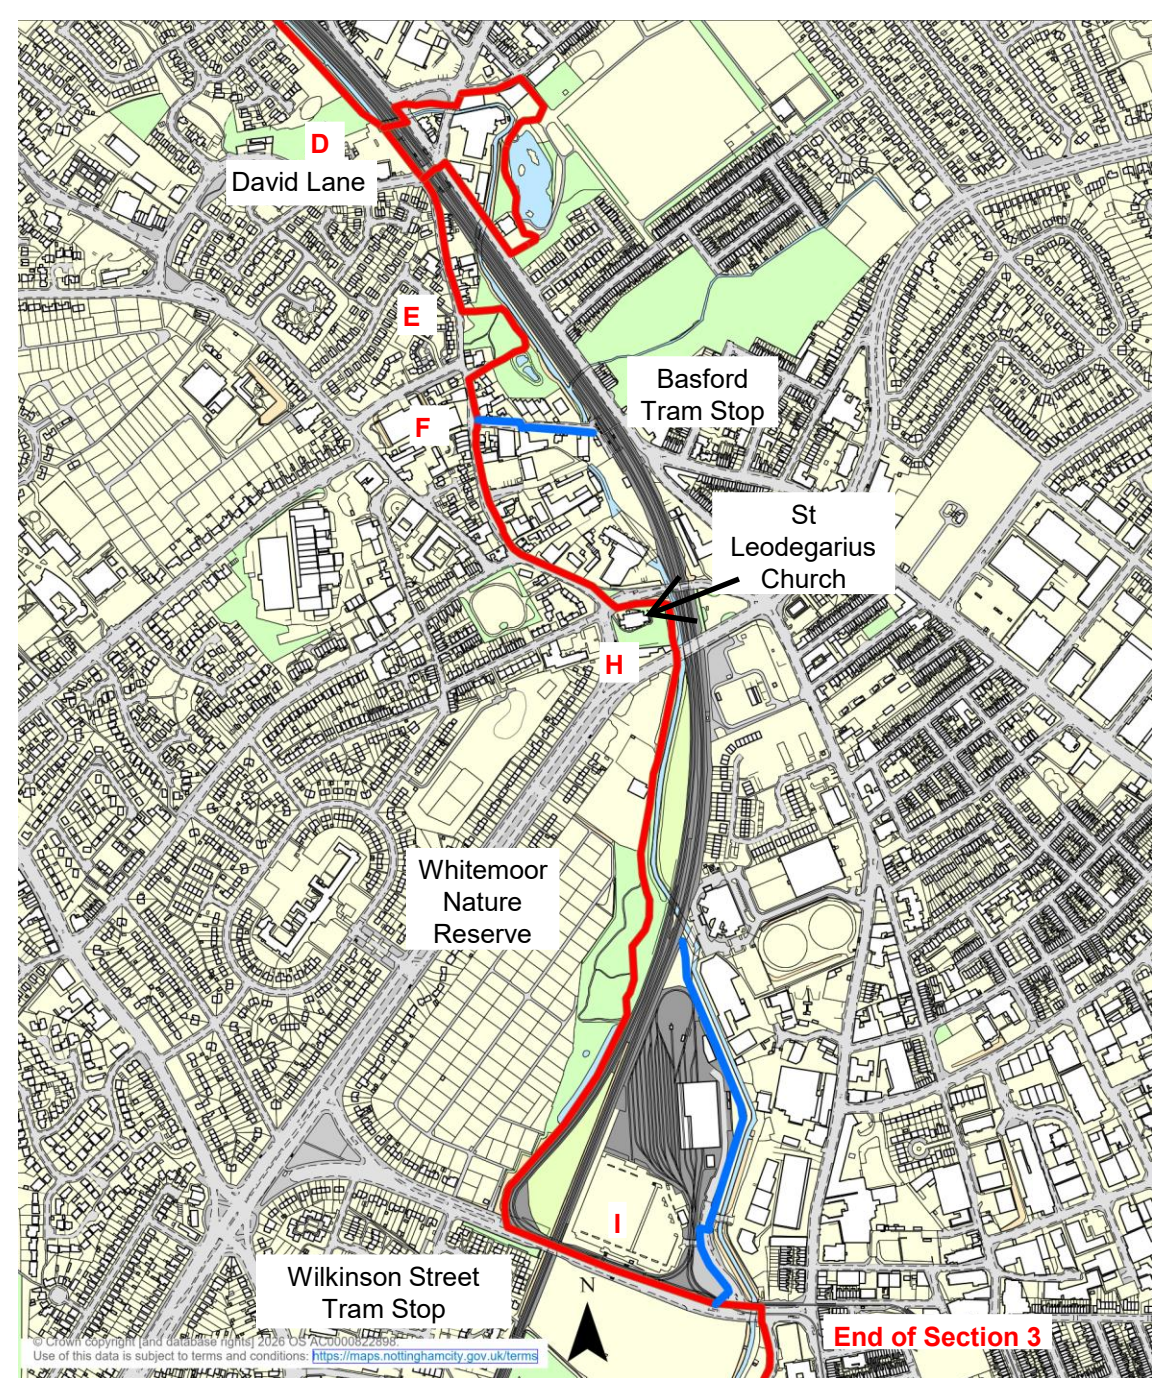 D
David Lane
E
Basford
Tram Stop
F
St
Leodegarius
Church
H
Whitemoor
Nature
Reserve
I
Wilkinson Street
Tram Stop
N
End of Section 3
© Crown copyright [and database rights] 2026 OS AC0000822898.
Use of this data is subject to terms and conditions: https://maps.nottinghamcity.gov.uk/terms